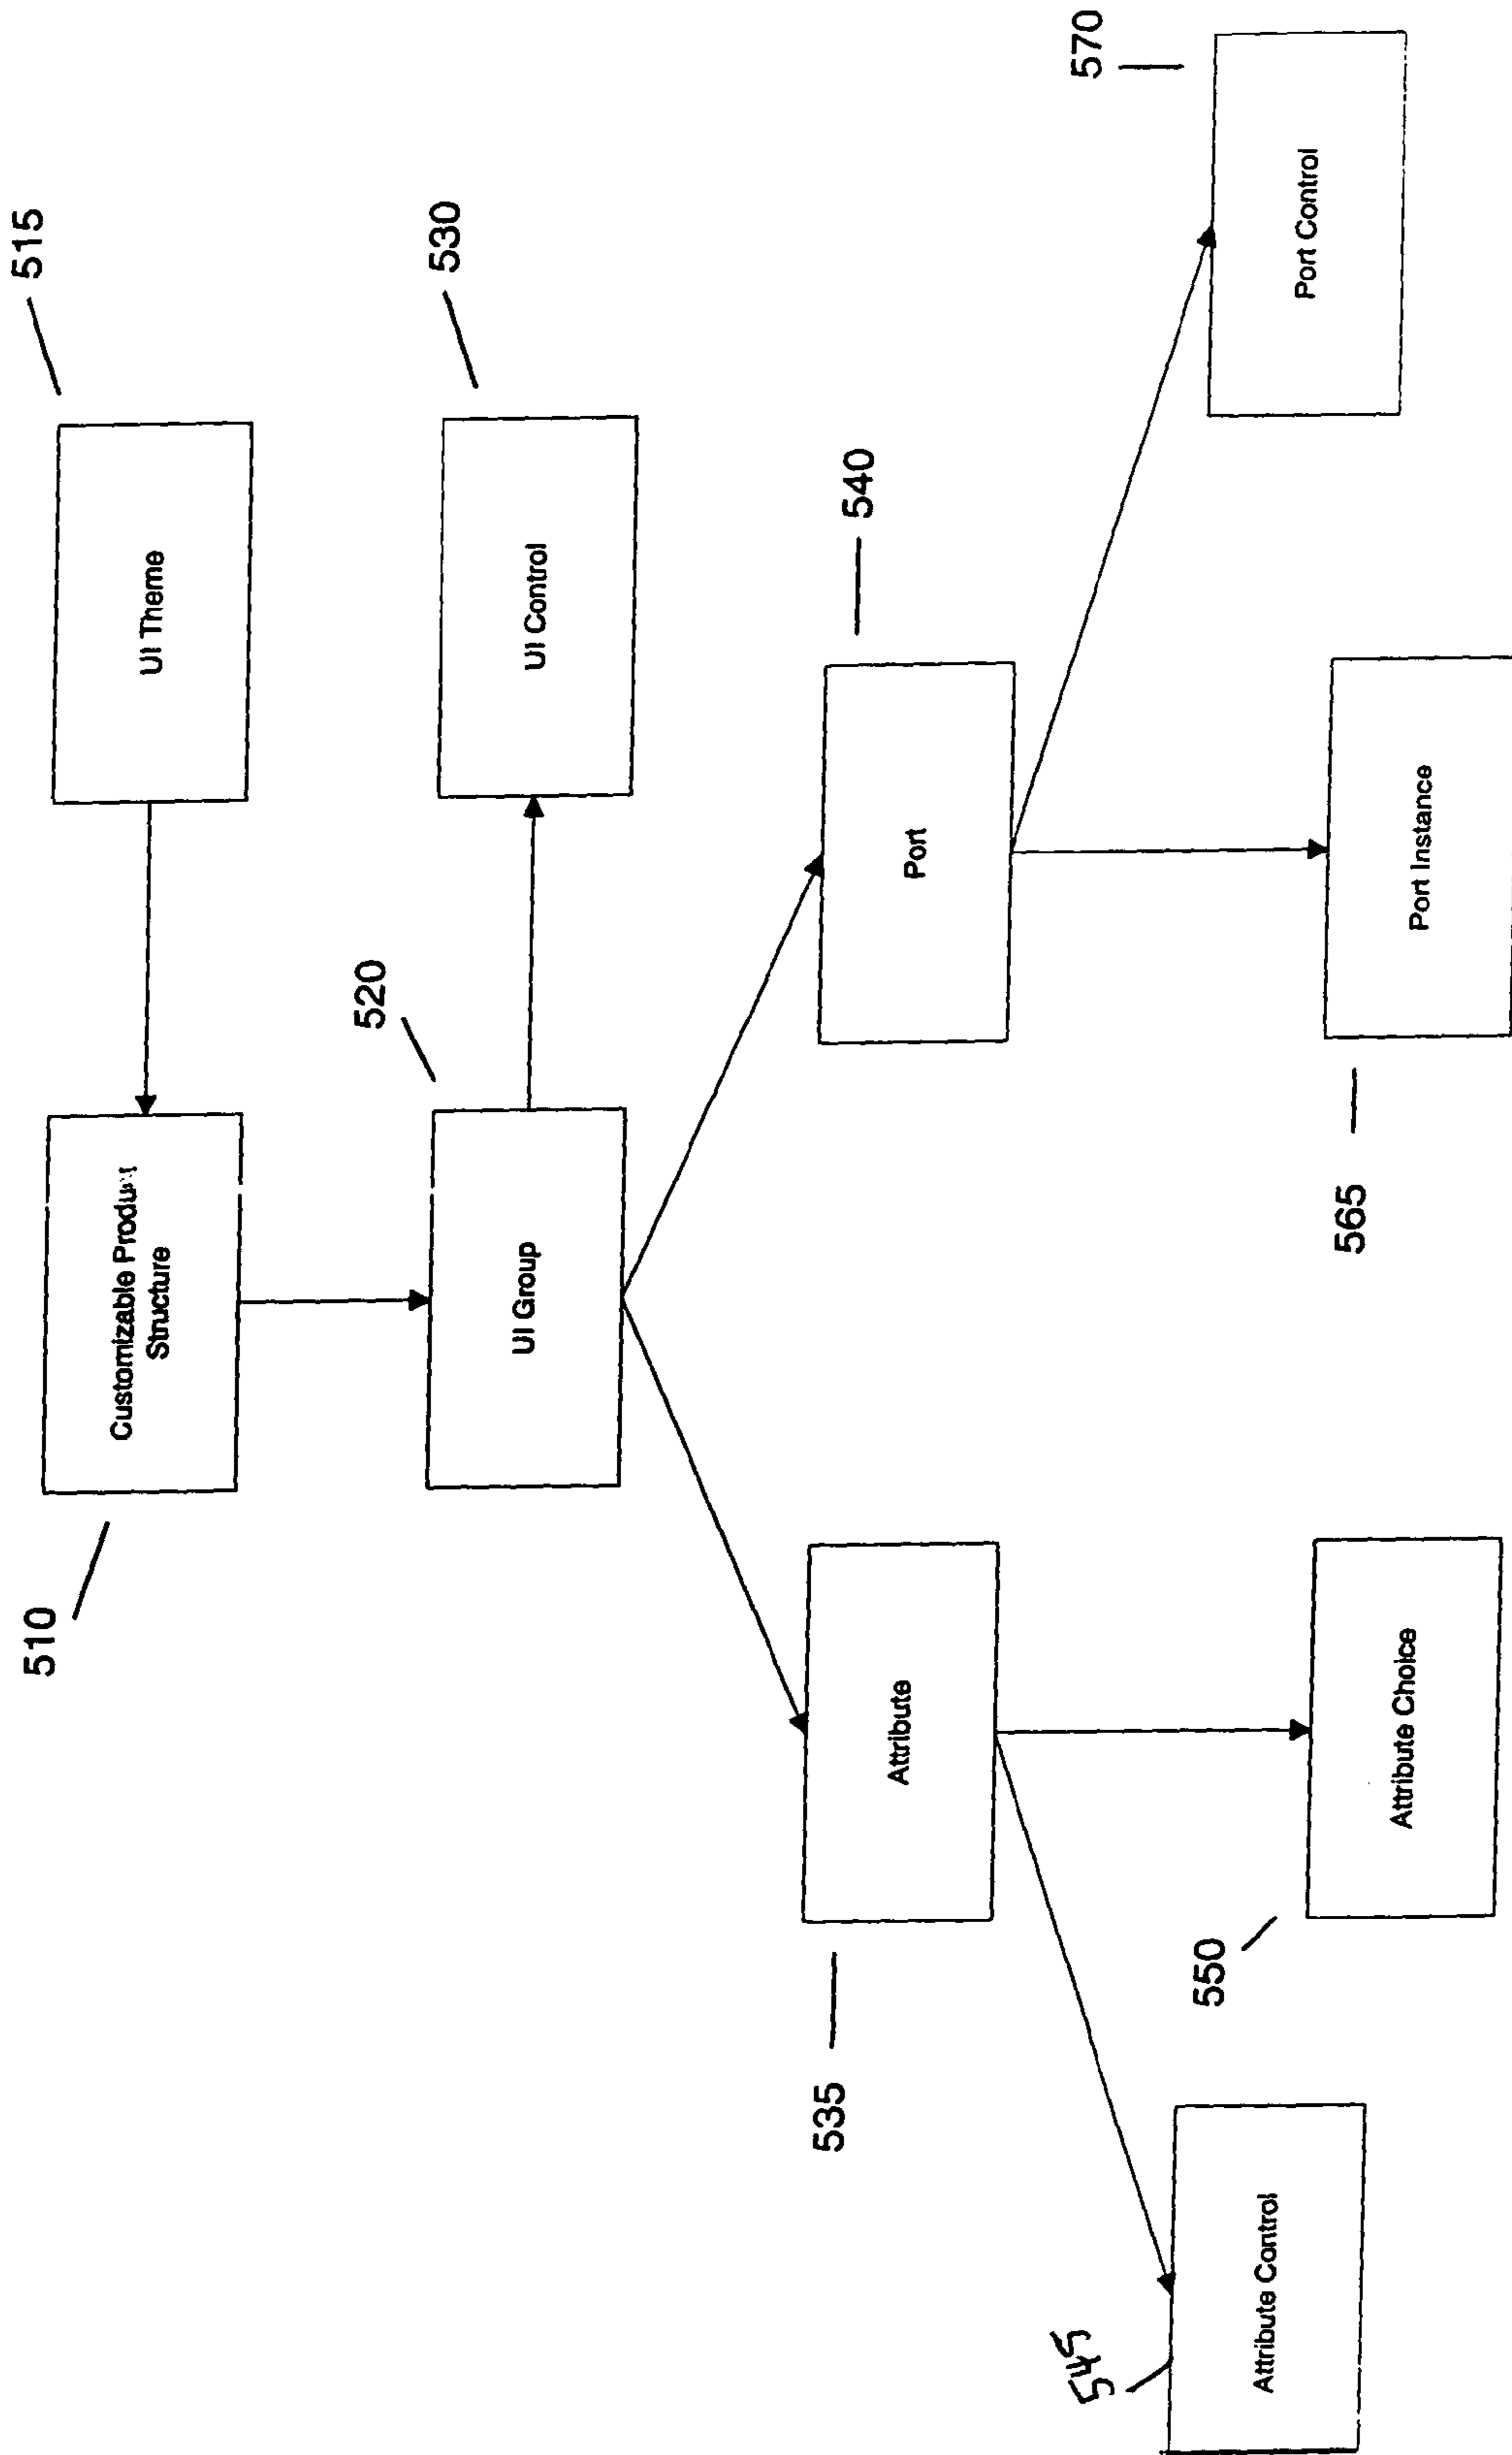 510
Customizable Product
Structure
UI Theme
515
520
UI Group
UI Control
530
535
Attribute
Port
540
545
Attribute Control
550
Attribute Choice
565
Port Instance
Port Control
570